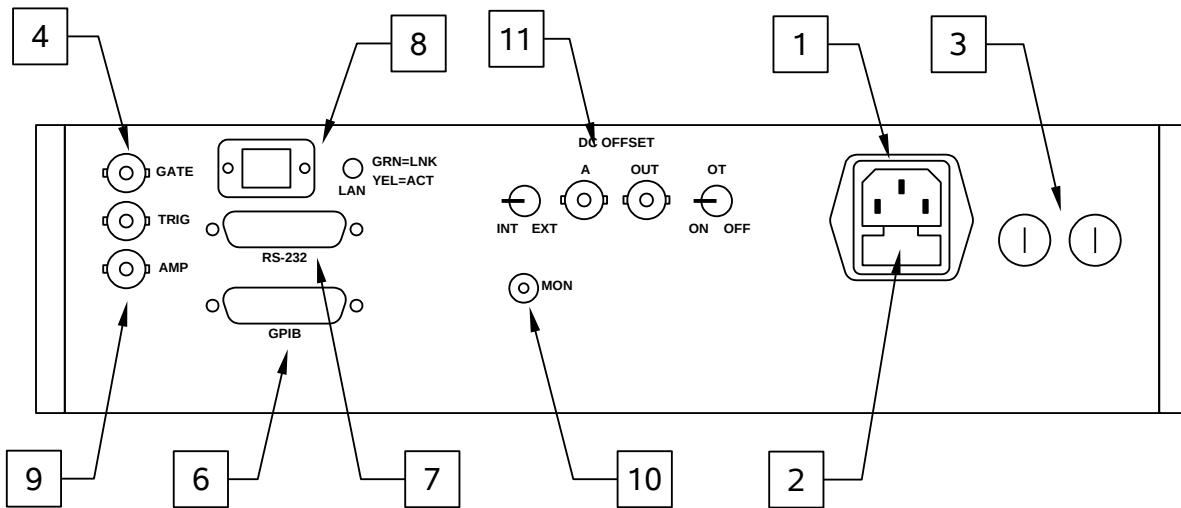 4
8
11
1
3
DC OFFSET
GATE
GRN=LNK
LAN
YEL=ACT
A
OUT
OT
TRIG
INT EXT
ON OFF
RS-232
AMP
MON
GPIB
9
6
7
10
2